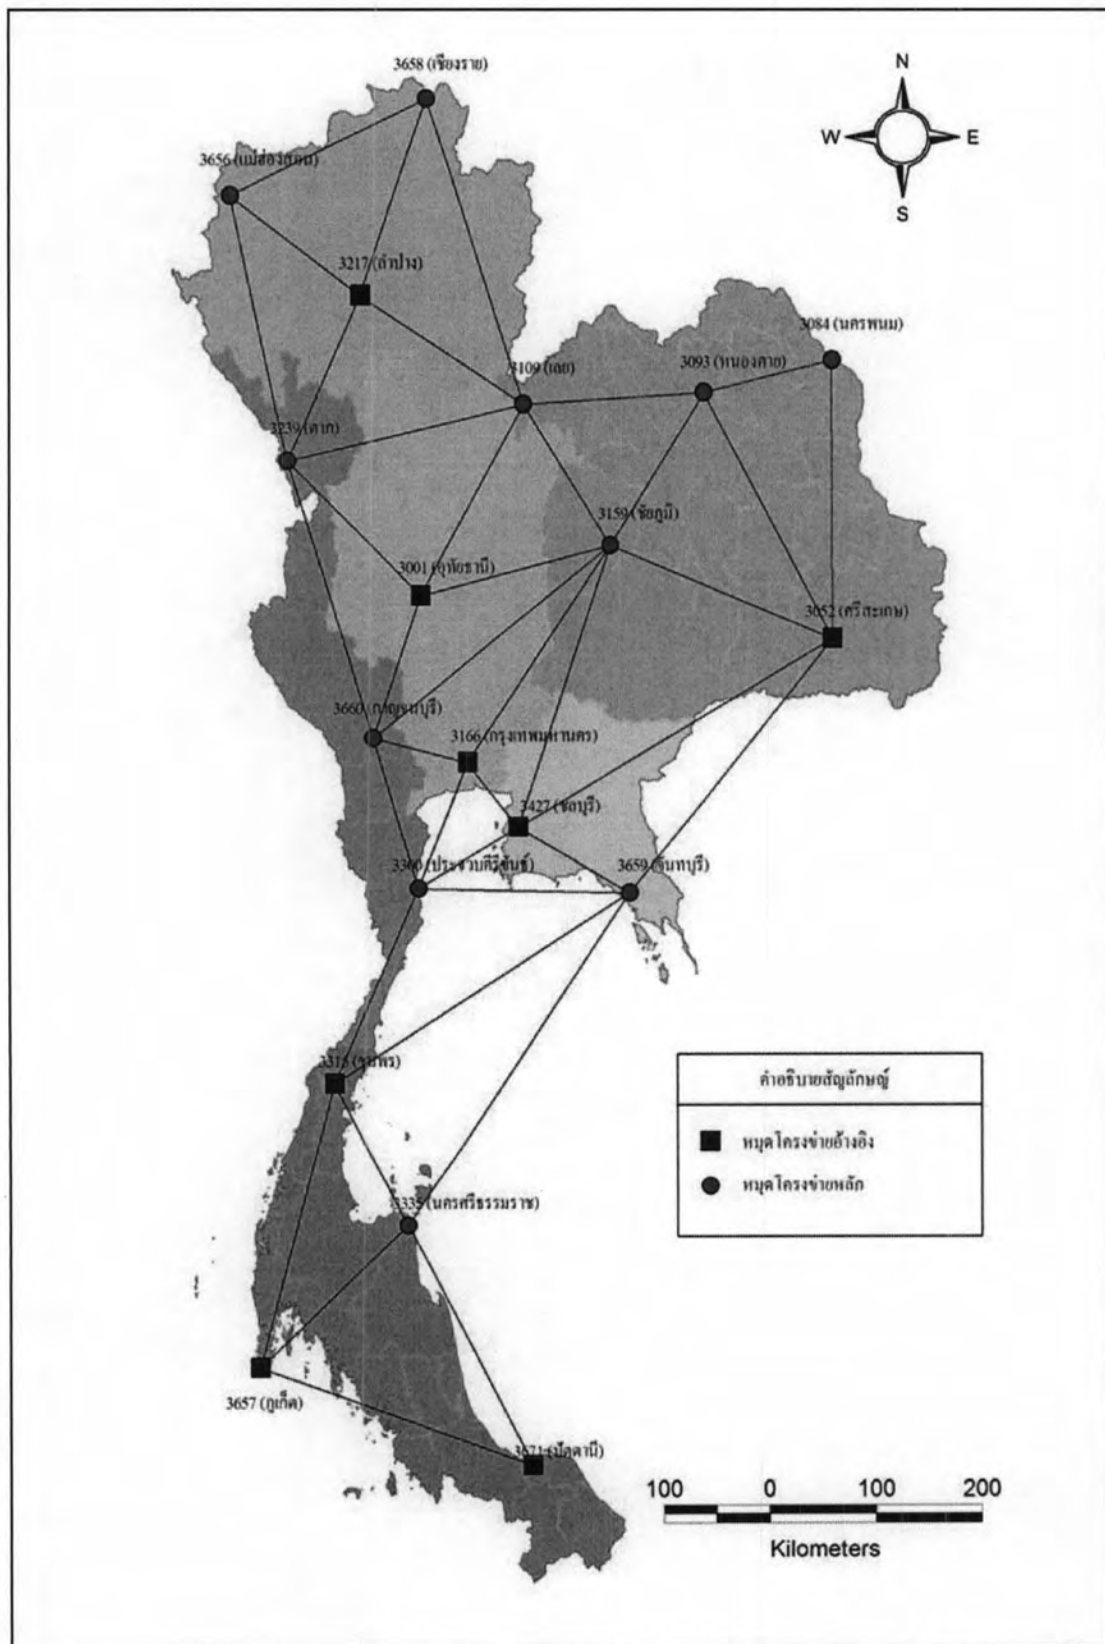 3658 (เชียงราย)
N
W
E
S
3656 (แม่ฮ่องสอน)
3217 (ลำปาง)
3084 (นครพนม)
3093 (หนองคาย)
3109 (เลย)
3239 (ตาก)
3159 (ชัยภูมิ)
3001 (อุทัยธานี)
3052 (ศรีสะเกษ)
3660 (กาญจนบุรี)
3166 (กรุงเทพมหานคร)
3427 (ชลบุรี)
3300 (ประจวบคีรีขันธ์)
3659 (จันทบุรี)
3315 (ชุมพร)
คำอธิบายสัญลักษณ์
หมุดโครงข่ายอ้างอิง
หมุดโครงข่ายหลัก
3335 (นครศรีธรรมราช)
3657 (ภูเก็ต)
3671 (ปัตตานี)
100 0 100 200
Kilometers